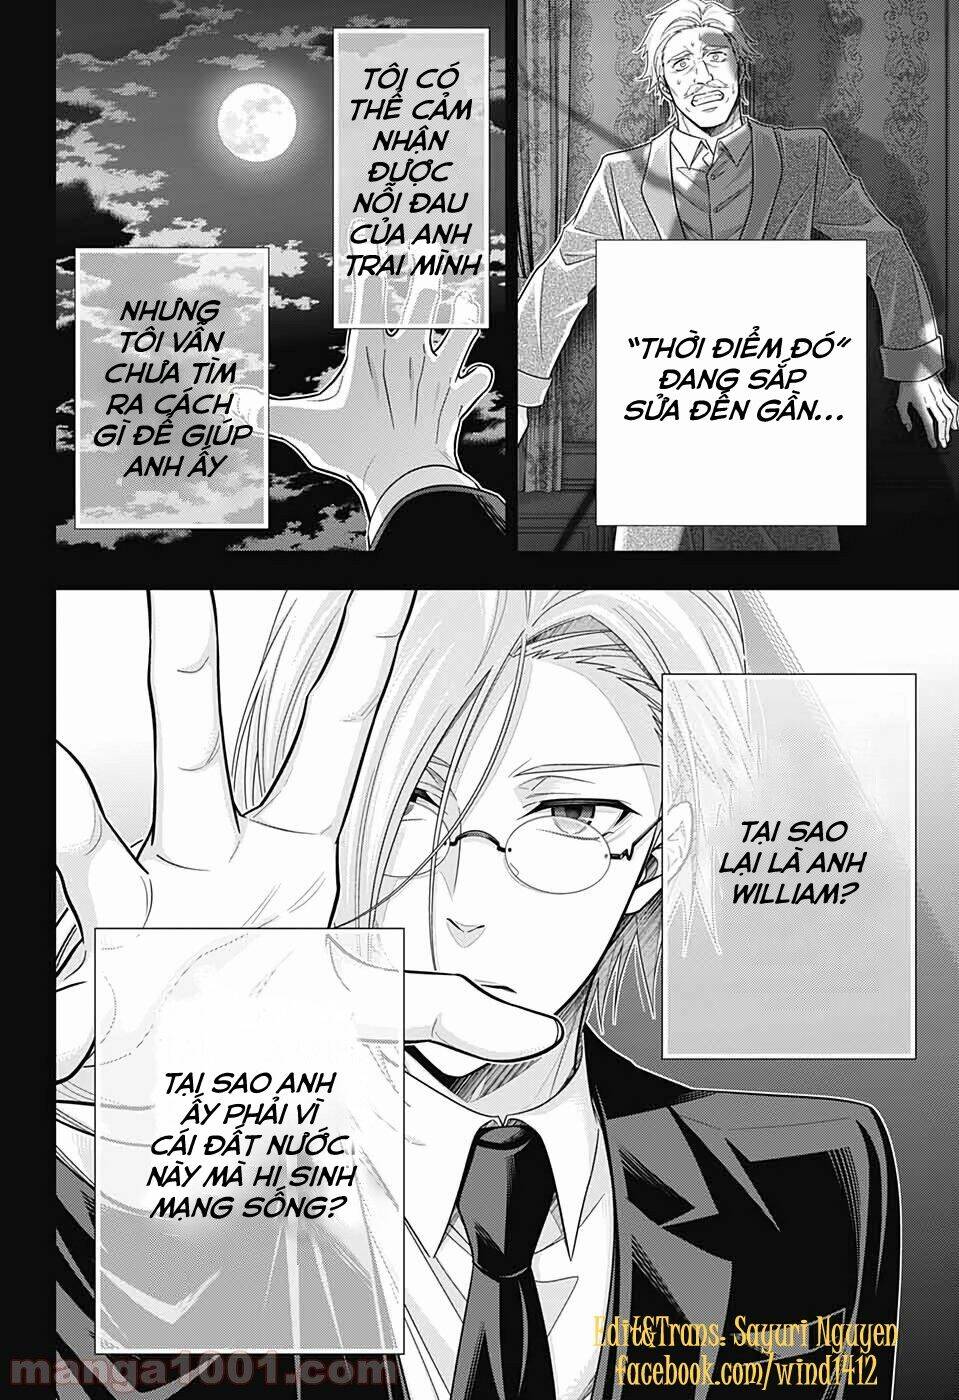 "THỜI ĐIỂM ĐÓ"
ĐANG SẮP
SỬA ĐẾN GẦN...
TÔI CÓ
THỂ CẢM
NHẬN
ĐƯỢC
NỖI ĐAU
CỦA ANH
TRAI MÌNH
NHƯNG
TÔI VẪN
CHƯA TÌM
RA CÁCH
GÌ ĐỂ GIÚP
ANH ẤY
TẠI SAO
LẠI LÀ ANH
WILLIAM?
TẠI SAO ANH
ẤY PHẢI VÌ
CÁI ĐẤT NƯỚC
NÀY MÀ HI SINH
MẠNG SỐNG?
Edit&Trans: Sayuri Nguyen
facebook.com/wind1412
manga1001.com